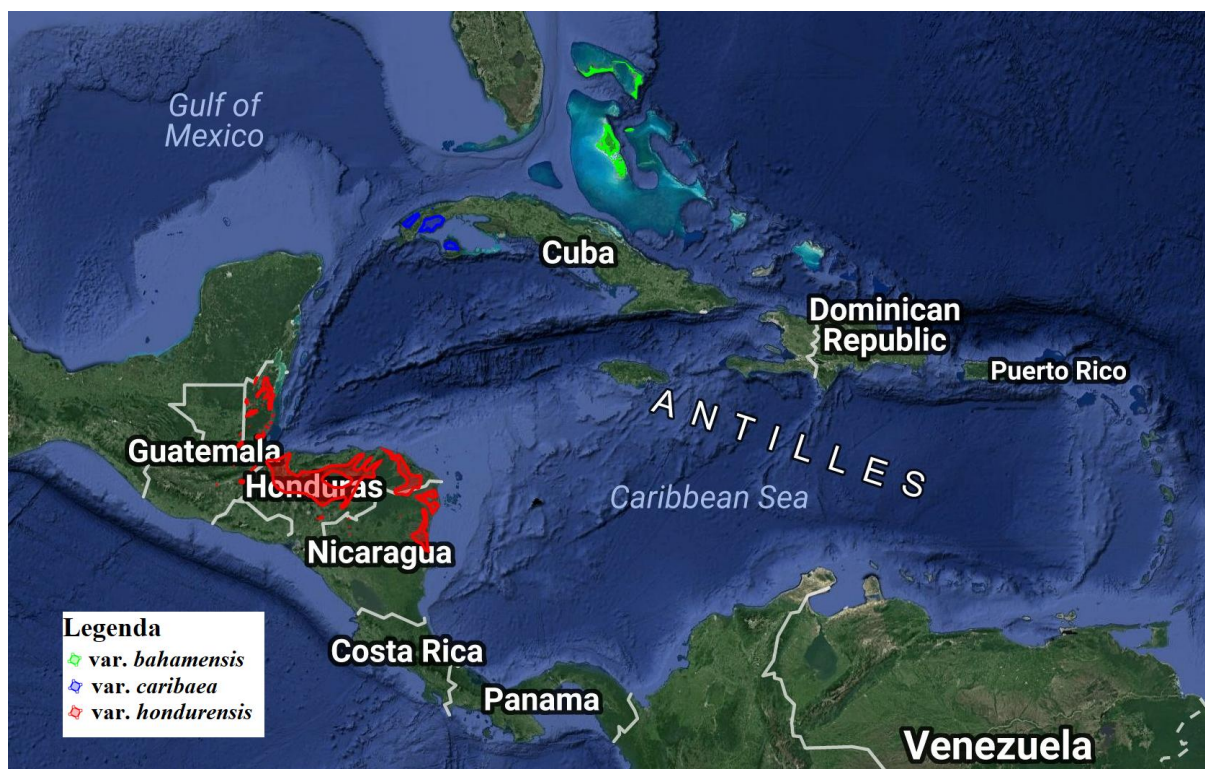 Gulf of
Mexico
Cuba
Dominican
Republic
Puerto Rico
ANTILLES
Guatemala
Honduras
Caribbean Sea
Nicaragua
Legenda
var. bahamensis
var. caribaea
var. hondurensis
Costa Rica
Panama
Venezuela